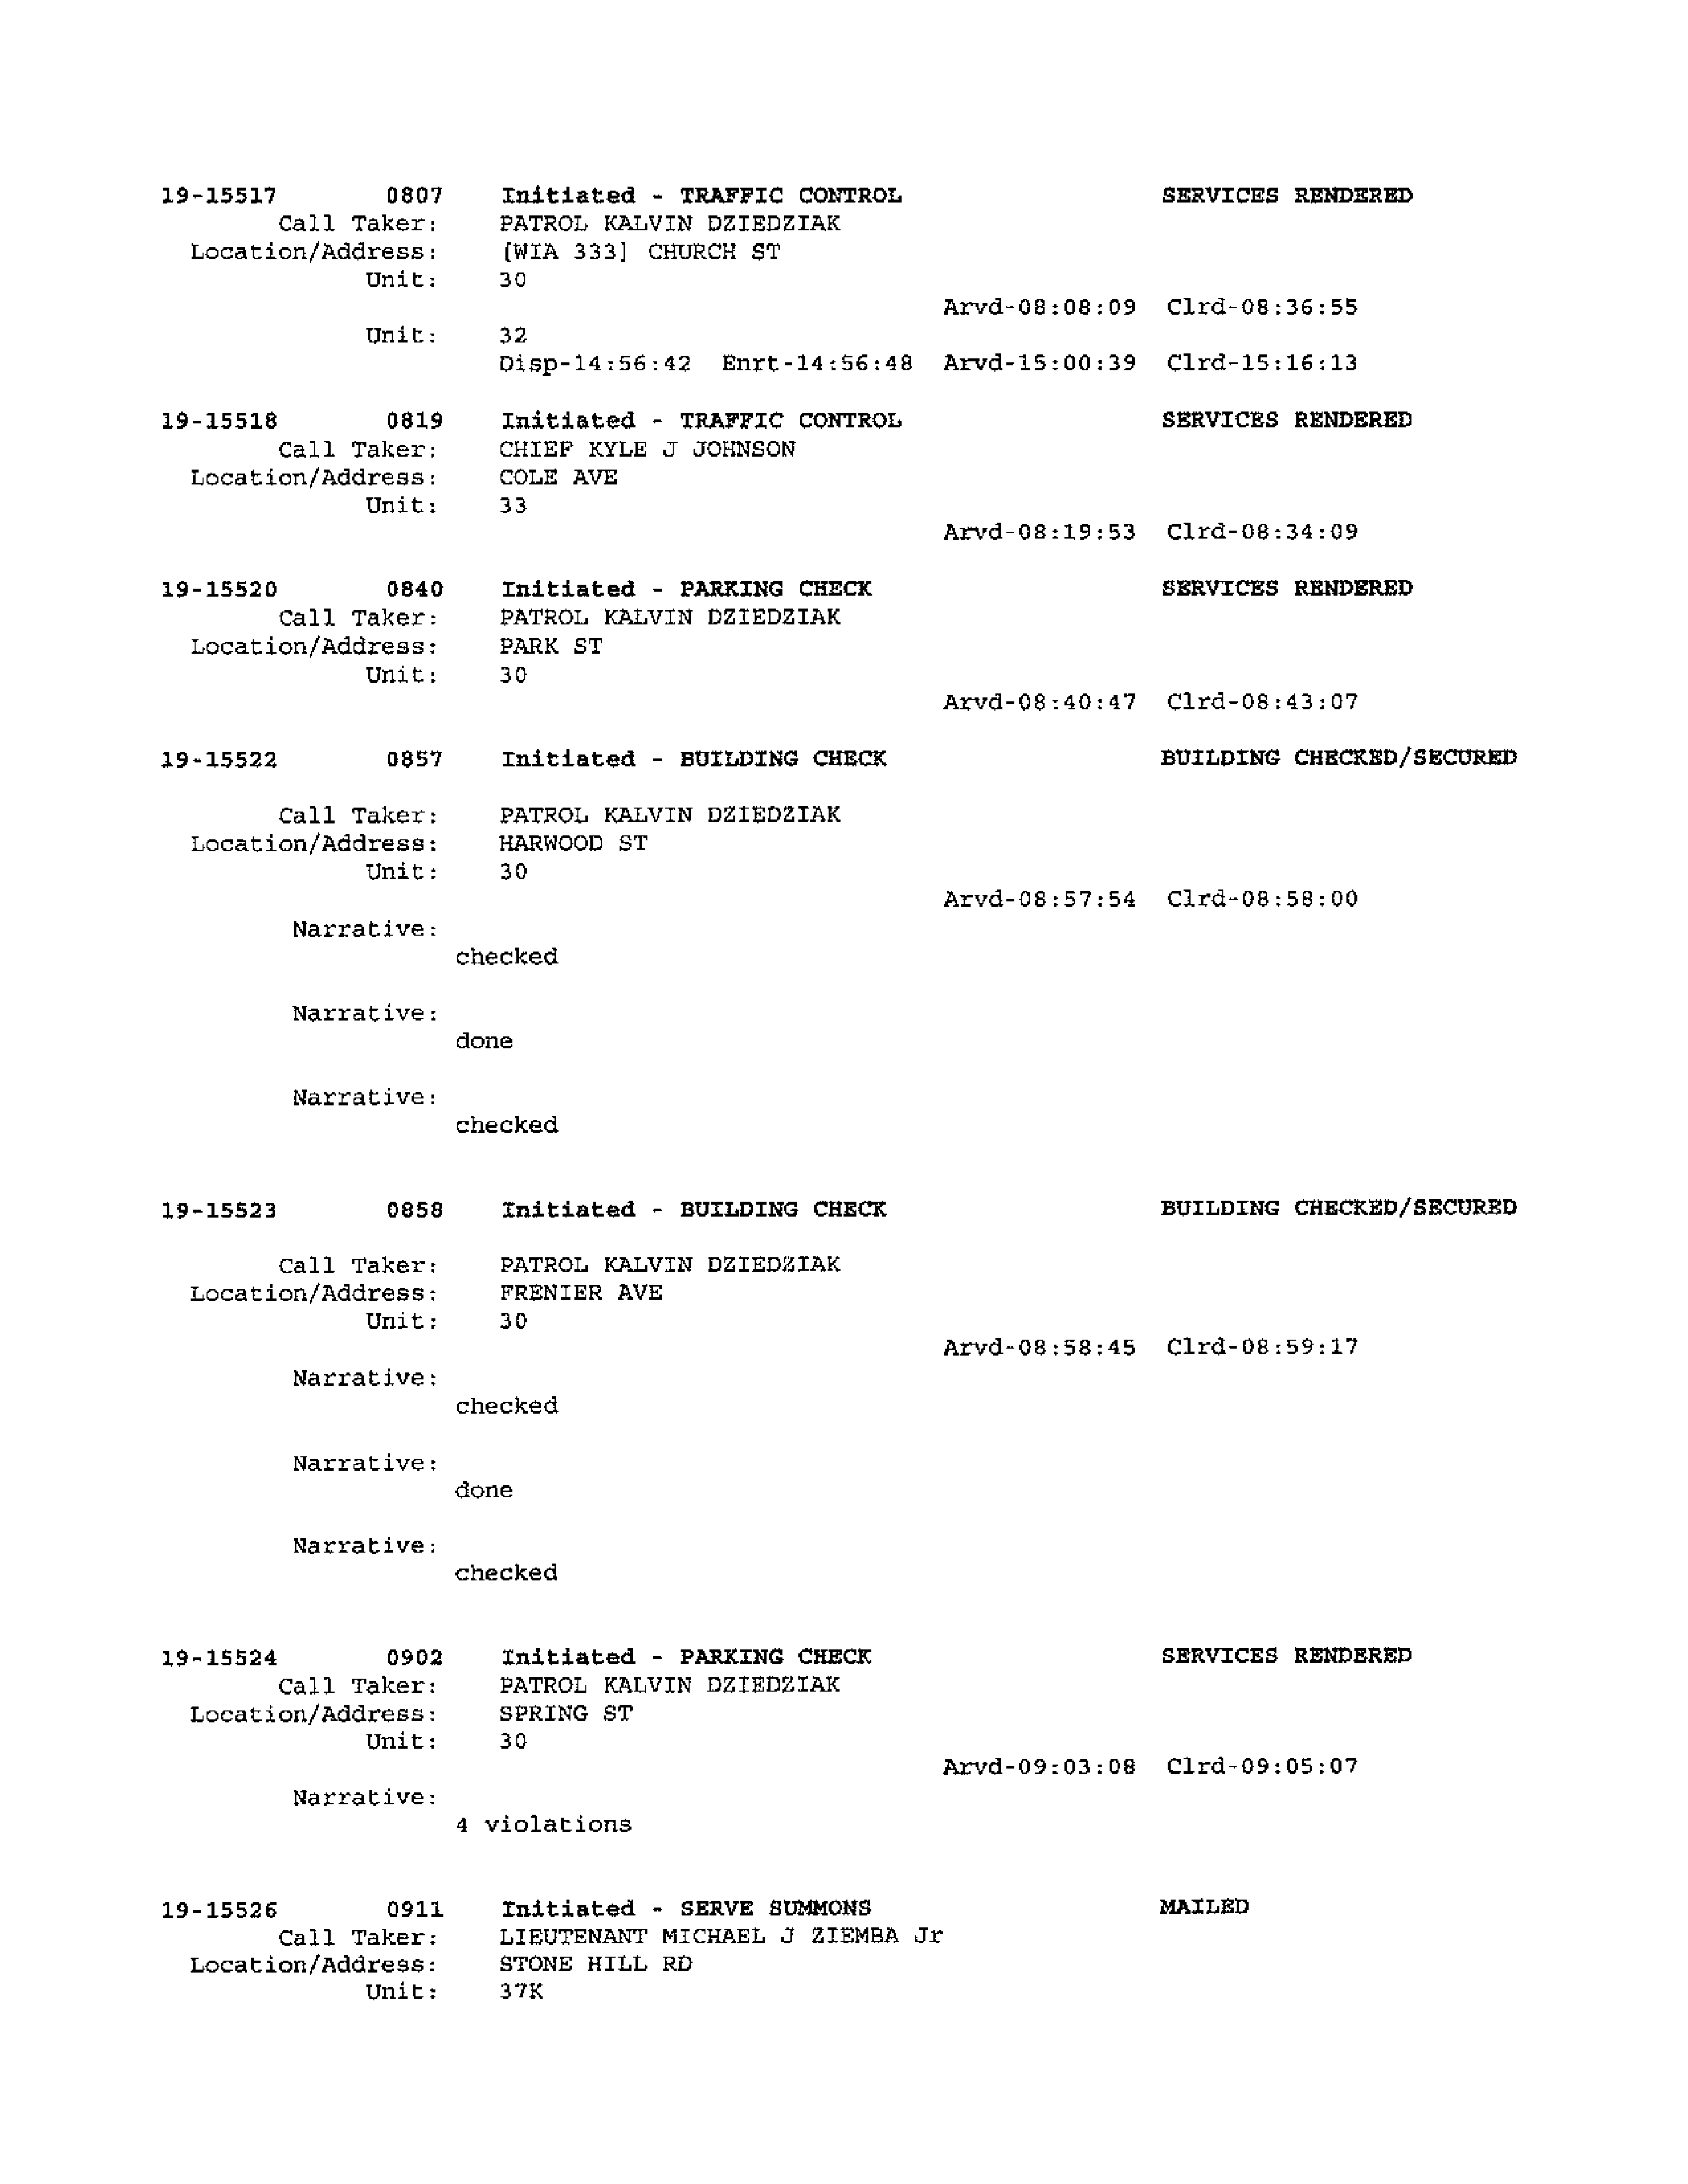 19-15517 0807 Initiated - TRAFFIC CONTROL SERVICES RENDERED
Call Taker: PATROL KALVIN DZIEDZIAK
Location/Address: [WIA 333] CHURCH ST
Unit: 30
Arvd-08:08:09 Clrd-08:36:55
Unit: 32
Disp-14:56:42 Enrt-14:56:48 Arvd-15:00:39 Clrd-15:16:13
19-15518 0819 Initiated - TRAFFIC CONTROL SERVICES RENDERED
Call Taker: CHIEF KYLE J JOHNSON
Location/Address: COLE AVE
Unit: 33
Arvd-08:19:53 Clrd-08:34:09
19-15520 0840 Initiated - PARKING CHECK SERVICES RENDERED
Call Taker: PATROL KALVIN DZIEDZIAK
Location/Address: PARK ST
Unit: 30
Arvd-08:40:47 Clrd-08:43:07
19-15522 0857 Initiated - BUILDING CHECK BUILDING CHECKED/SECURED
Call Taker: PATROL KALVIN DZIEDZIAK
Location/Address: HARWOOD ST
Unit: 30
Arvd-08:57:54 Clrd-08:58:00
Narrative:
checked
Narrative:
done
Narrative:
checked
19-15523 0858 Initiated - BUILDING CHECK BUILDING CHECKED/SECURED
Call Taker: PATROL KALVIN DZIEDZIAK
Location/Address: FRENIER AVE
Unit: 30
Arvd-08:58:45 Clrd-08:59:17
Narrative:
checked
Narrative:
done
Narrative:
checked
19-15524 0902 Initiated - PARKING CHECK SERVICES RENDERED
Call Taker: PATROL KALVIN DZIEDZIAK
Location/Address: SPRING ST
Unit: 30
Arvd-09:03:08 Clrd-09:05:07
Narrative:
4 violations
19-15526 0911 Initiated - SERVE SUMMONS MAILED
Call Taker: LIEUTENANT MICHAEL J ZIEMBA Jr
Location/Address: STONE HILL RD
Unit: 37K